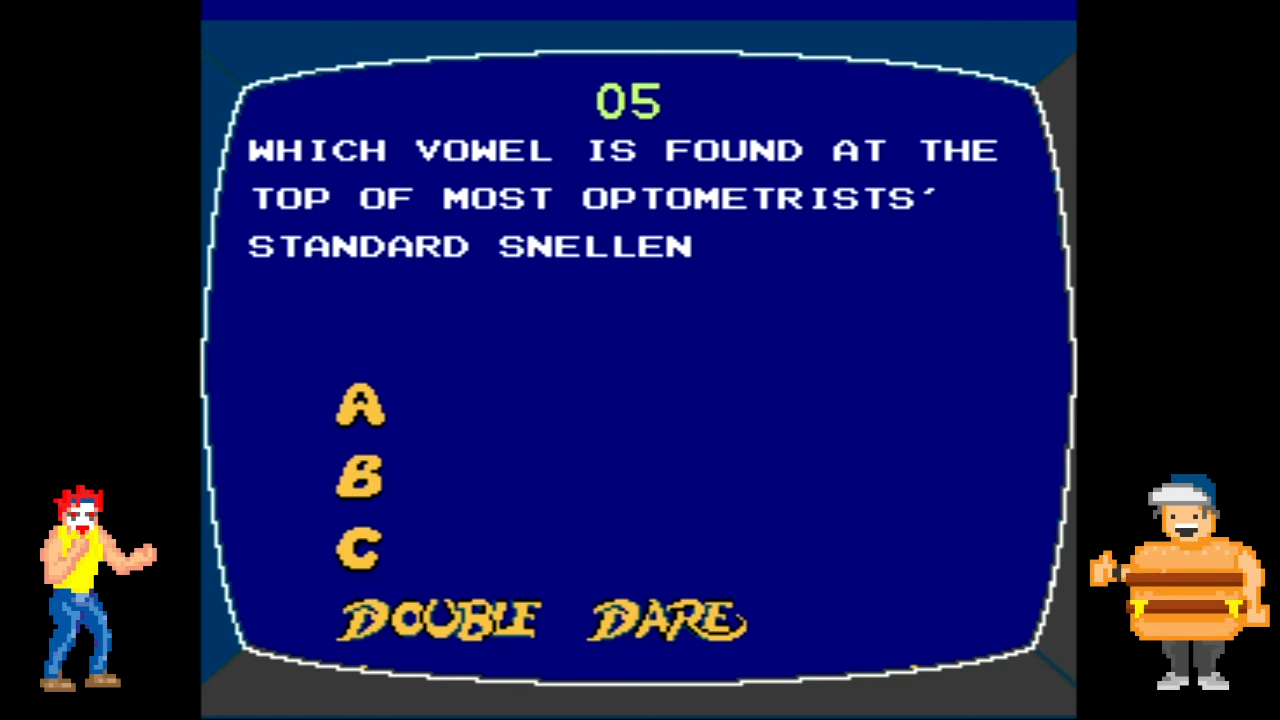 05
WHICH VOWEL IS FOUND AT THE
TOP OF MOST OPTOMETRISTS'
STANDARD SNELLEN
A
B
C
DOUBLE DARE